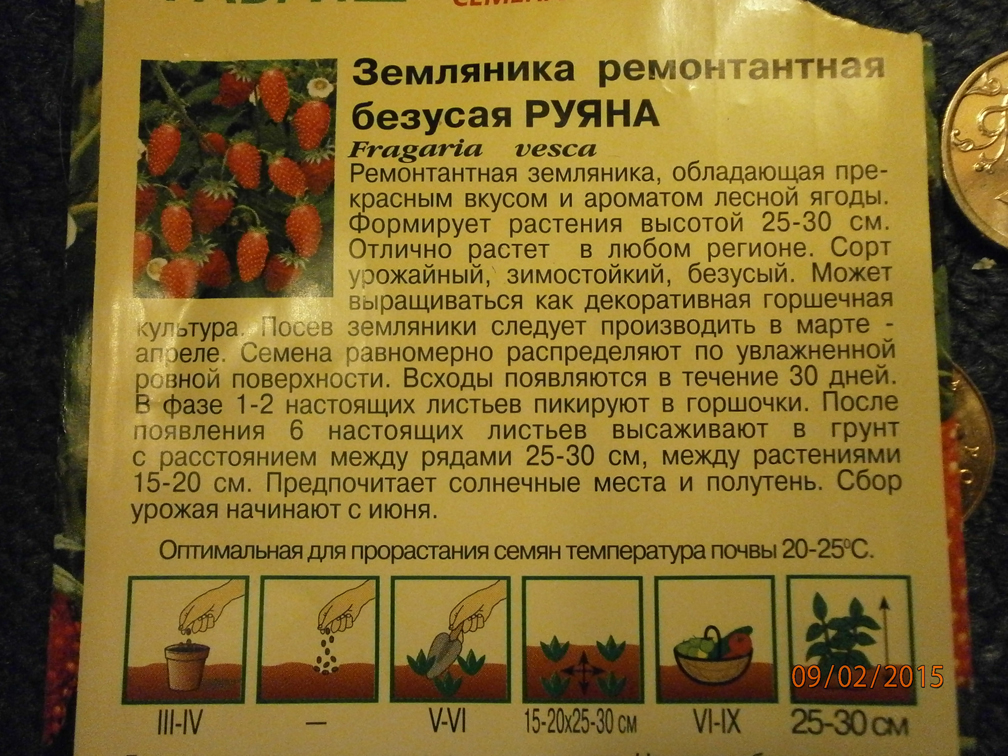 Земляника ремонтантная
безусая РУЯНА
Fragaria vesca
Ремонтантная земляника, обладающая пре-
красным вкусом и ароматом лесной ягоды.
Формирует растения высотой 25-30 см.
Отлично растет в любом регионе. Сорт
урожайный, зимостойкий, безусый. Может
выращиваться как декоративная горшечная
культура. Посев земляники следует производить в марте -
апреле. Семена равномерно распределяют по увлажненной
ровной поверхности. Всходы появляются в течение 30 дней.
В фазе 1-2 настоящих листьев пикируют в горшочки. После
появления 6 настоящих листьев высаживают в грунт
с расстоянием между рядами 25-30 см, между растениями
15-20 см. Предпочитает солнечные места и полутень. Сбор
урожая начинают с июня.
Оптимальная для прорастания семян температура почвы 20-25⁰С.
09/02/2015
III-IV — V-VI 15-20x25-30 см VI-IX 25-30 см